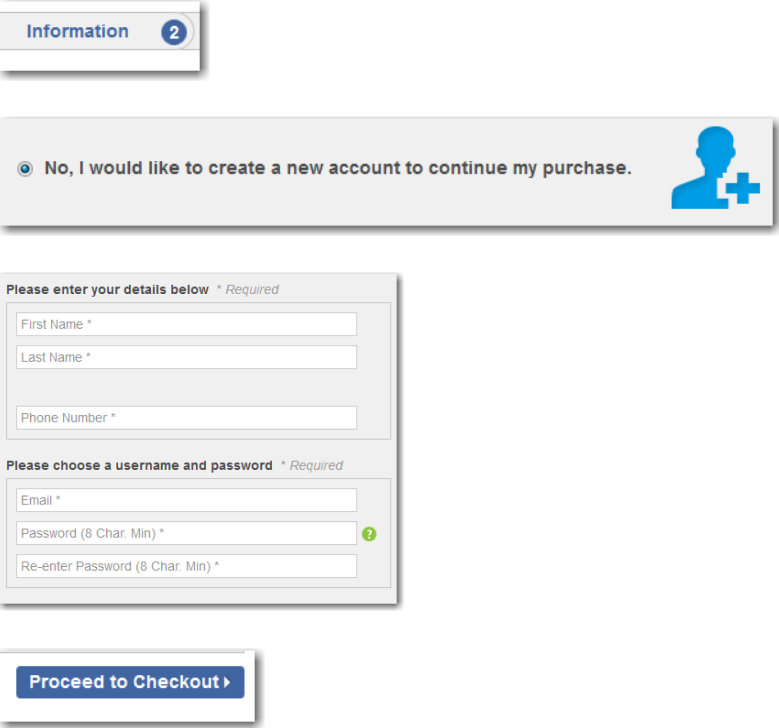 Information 2
No, I would like to create a new account to continue my purchase.
Please enter your details below * Required
First Name *
Last Name *
Phone Number *
Please choose a username and password * Required
Email *
Password (8 Char. Min) * ?
Re-enter Password (8 Char. Min) *
Proceed to Checkout